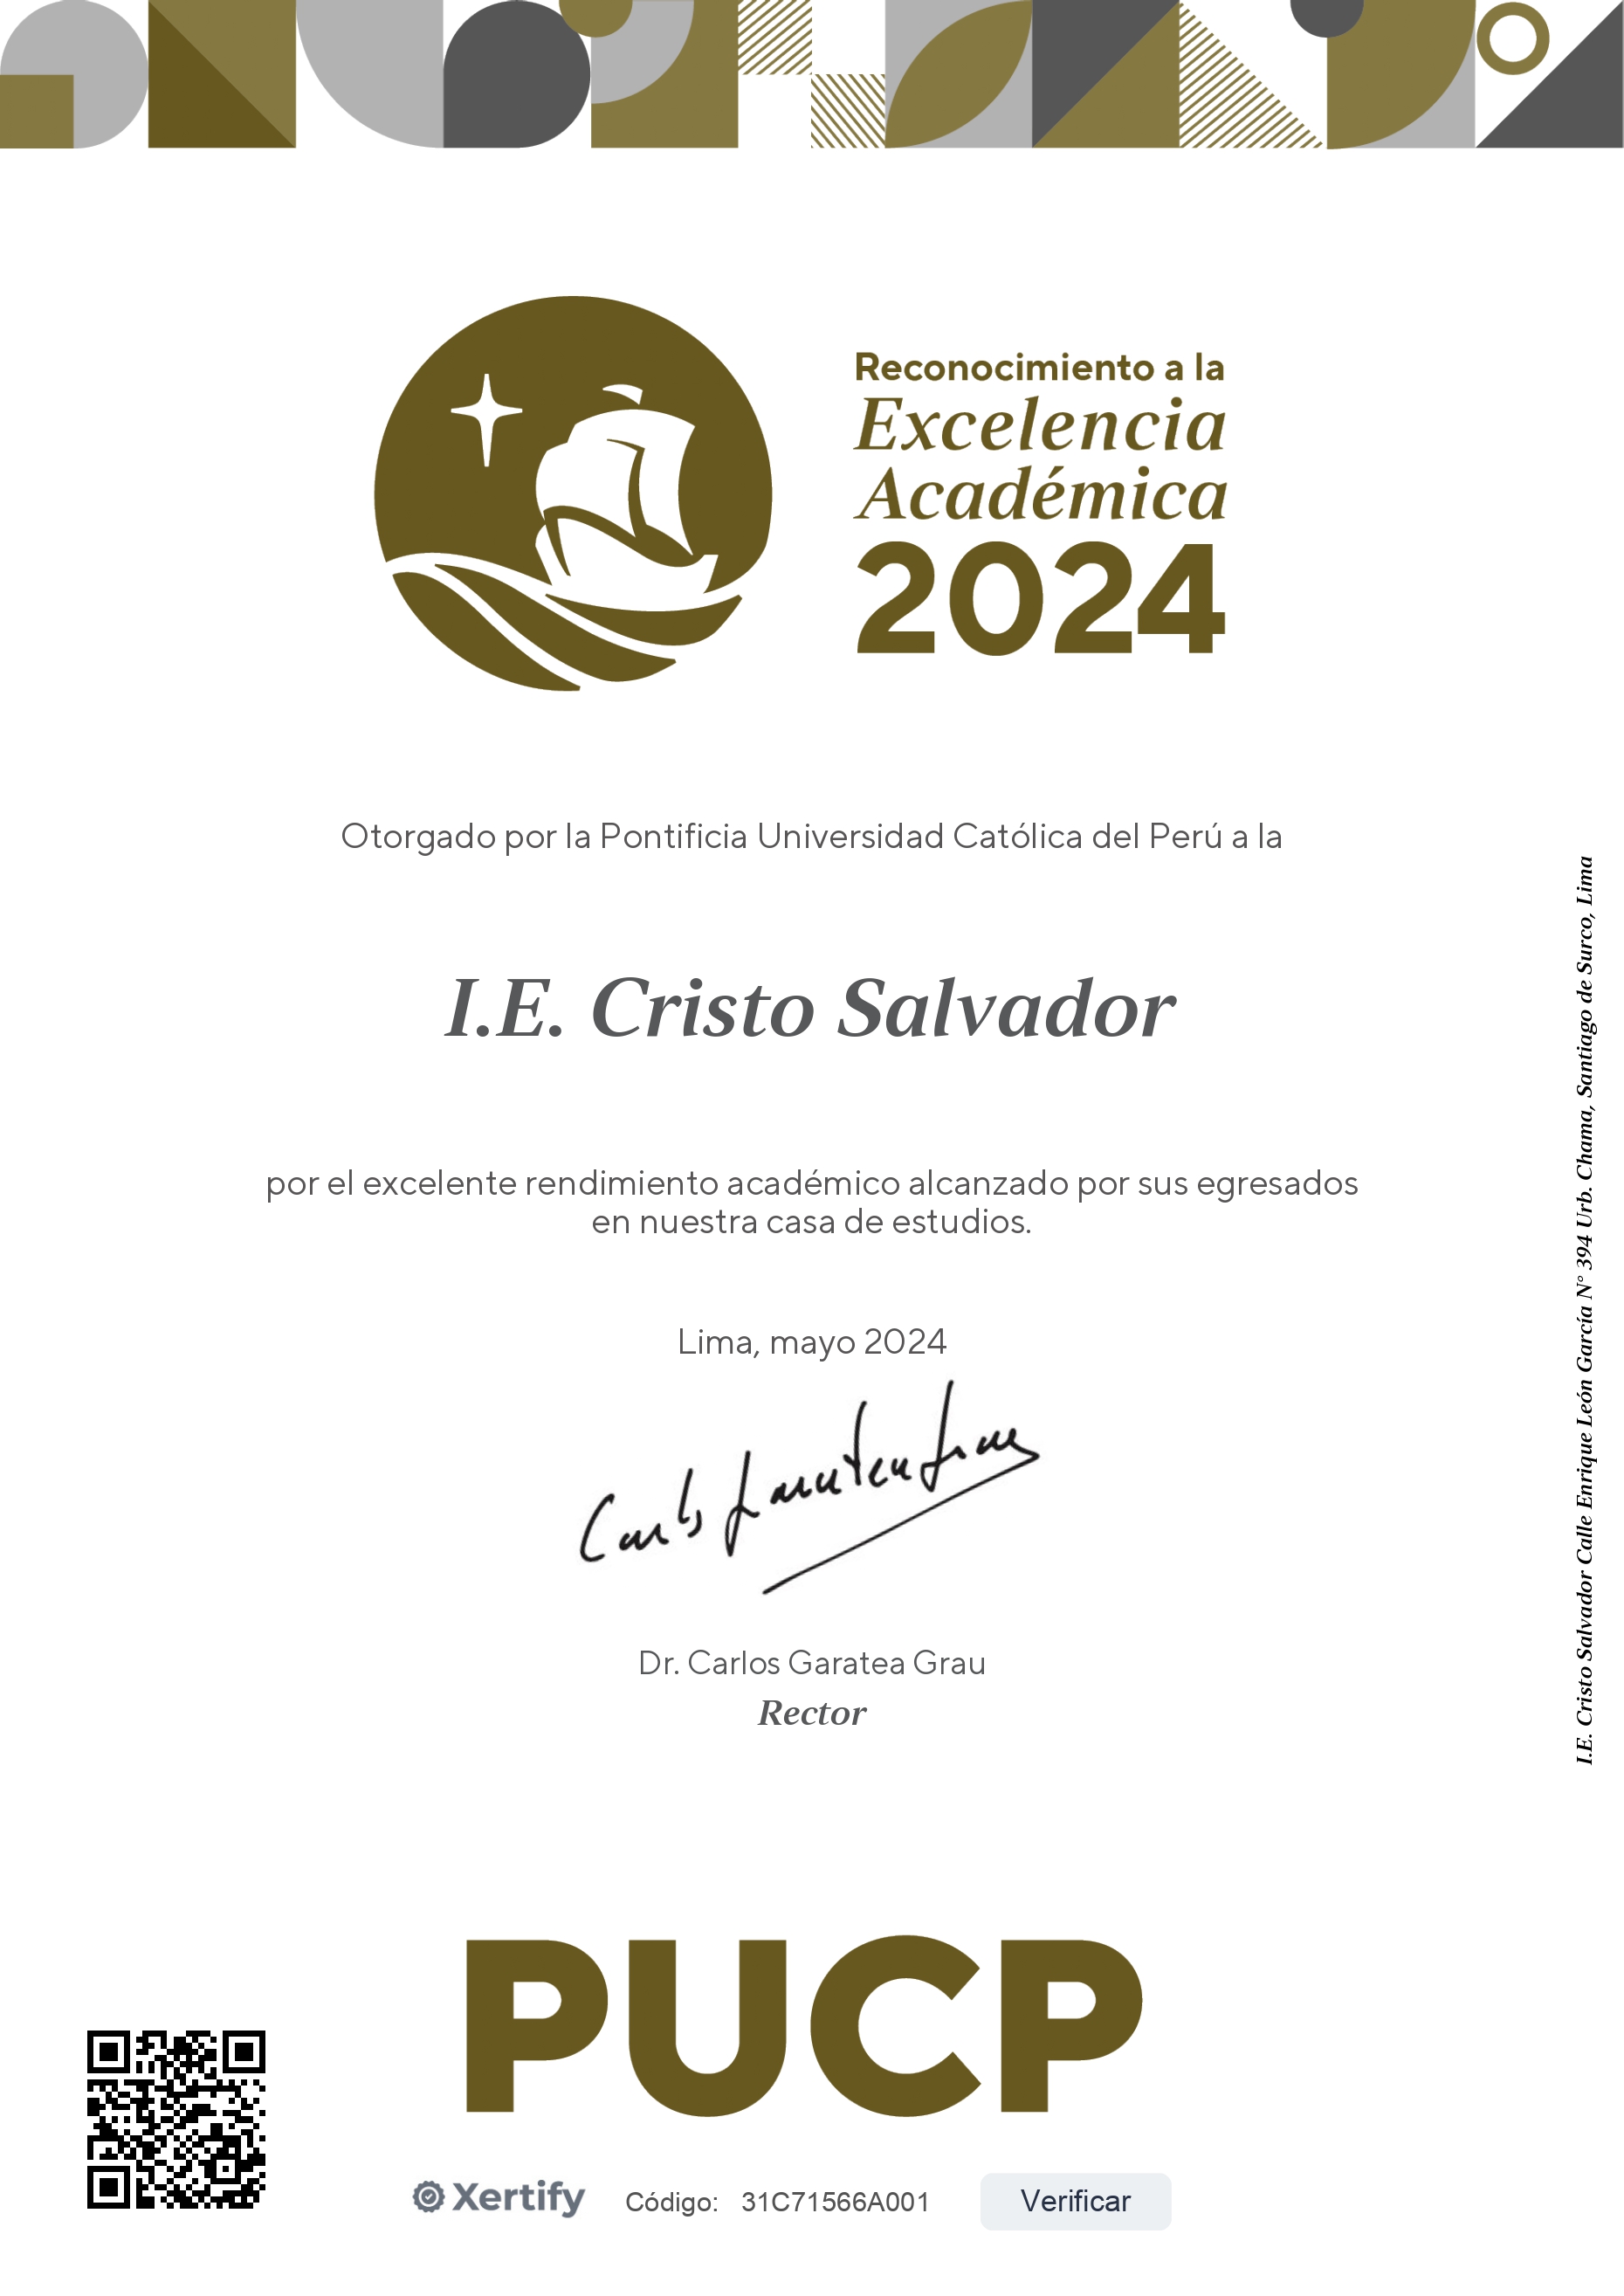 Reconocimiento a la
Excelencia
Académica
2024
Otorgado por la Pontificia Universidad Católica del Perú a la
I.E. Cristo Salvador
por el excelente rendimiento académico alcanzado por sus egresados
en nuestra casa de estudios.
Lima, mayo 2024
Carlos Garatea Grau
Dr. Carlos Garatea Grau
Rector
I.E. Cristo Salvador Calle Enrique León García N° 394 Urb. Chama, Santiago de Surco, Lima
PUCP
Xertify Código: 31C71566A001 Verificar